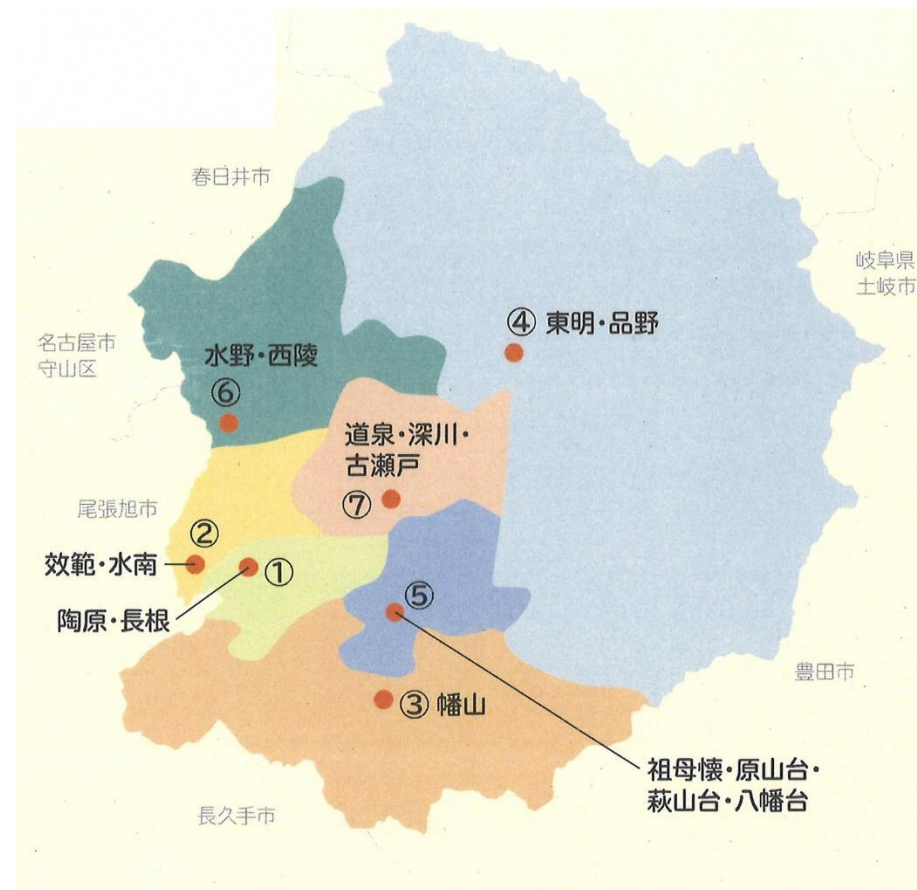 春日井市
岐阜県
土岐市
④ 東明・品野
名古屋市
守山区
水野・西陵
⑥
道泉・深川・
古瀬戸
⑦
尾張旭市
②
効範・水南
①
陶原・長根
⑤
豊田市
③ 幡山
祖母懐・原山台・
萩山台・八幡台
長久手市